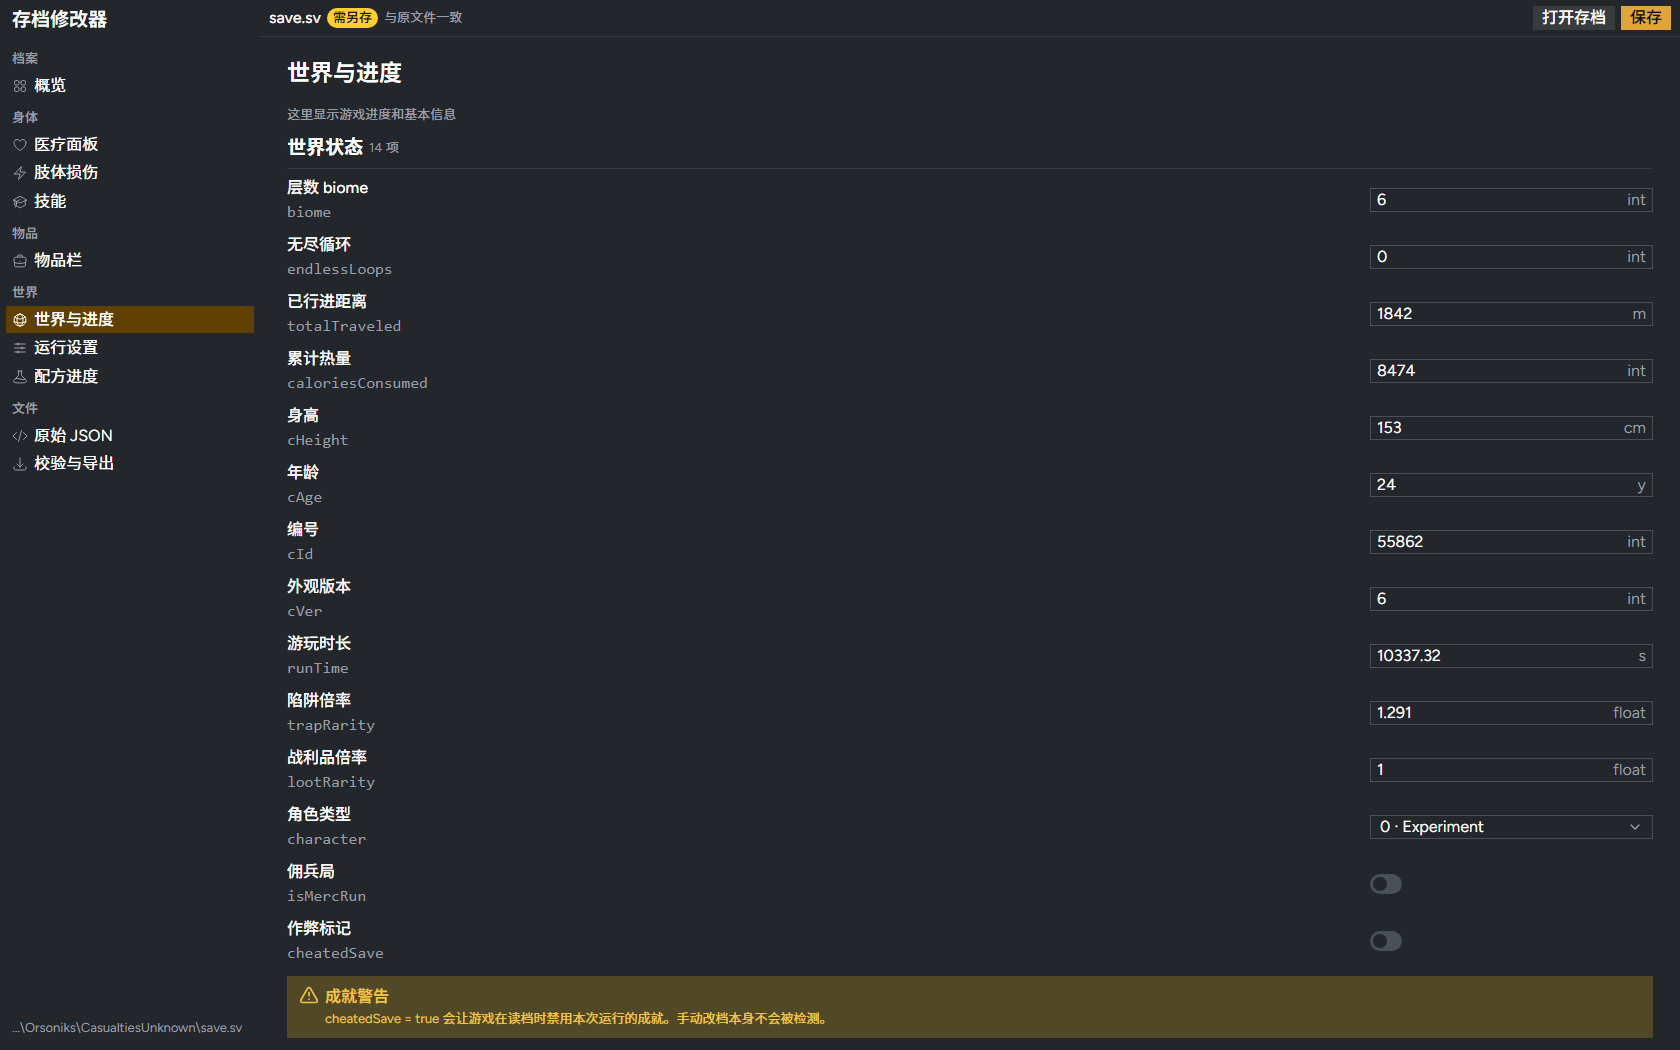 存档修改器
档案
概览
身体
医疗面板
肢体损伤
技能
物品
物品栏
世界
世界与进度
运行设置
配方进度
文件
原始 JSON
校验与导出
...\Orsoniks\CasualtiesUnknown\save.sv
save.sv 需另存 与原文件一致
打开存档 保存
世界与进度
这里显示游戏进度和基本信息
世界状态 14 项
层数 biome
biome
6 int
无尽循环
endlessLoops
0 int
已行进距离
totalTraveled
1842 m
累计热量
caloriesConsumed
8474 int
身高
cHeight
153 cm
年龄
cAge
24 y
编号
cId
55862 int
外观版本
cVer
6 int
游玩时长
runTime
10337.32 s
陷阱倍率
trapRarity
1.291 float
战利品倍率
lootRarity
1 float
角色类型
character
0 · Experiment
佣兵局
isMercRun
作弊标记
cheatedSave
成就警告
cheatedSave = true 会让游戏在读档时禁用本次运行的成就。手动改档本身不会被检测。